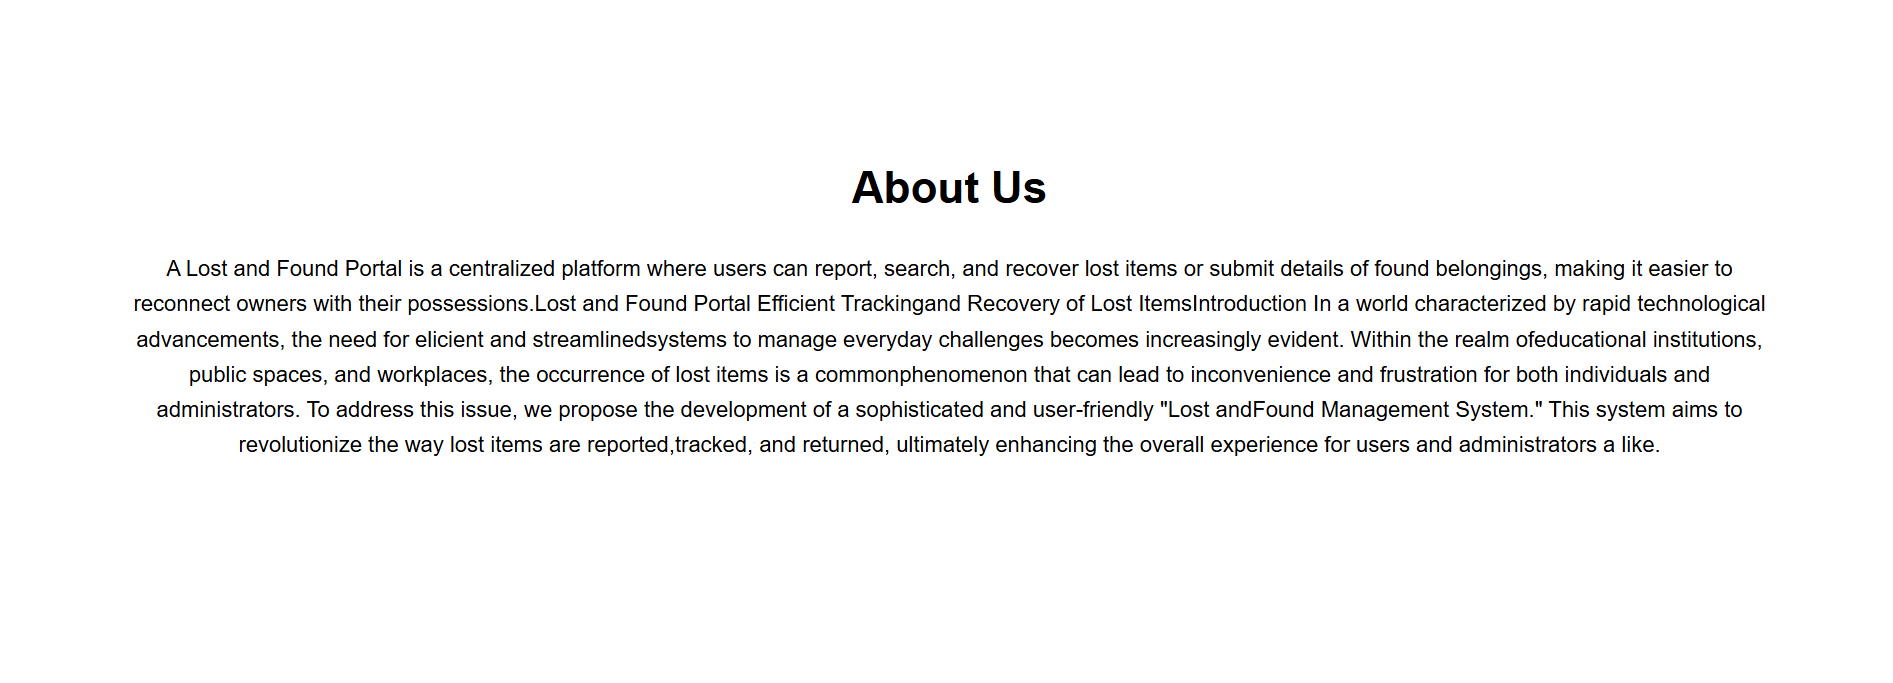 About Us
A Lost and Found Portal is a centralized platform where users can report, search, and recover lost items or submit details of found belongings, making it easier to
reconnect owners with their possessions.Lost and Found Portal Efficient Trackingand Recovery of Lost ItemsIntroduction In a world characterized by rapid technological
advancements, the need for elicient and streamlinedsystems to manage everyday challenges becomes increasingly evident. Within the realm ofeducational institutions,
public spaces, and workplaces, the occurrence of lost items is a commonphenomenon that can lead to inconvenience and frustration for both individuals and
administrators. To address this issue, we propose the development of a sophisticated and user-friendly "Lost andFound Management System." This system aims to
revolutionize the way lost items are reported,tracked, and returned, ultimately enhancing the overall experience for users and administrators a like.